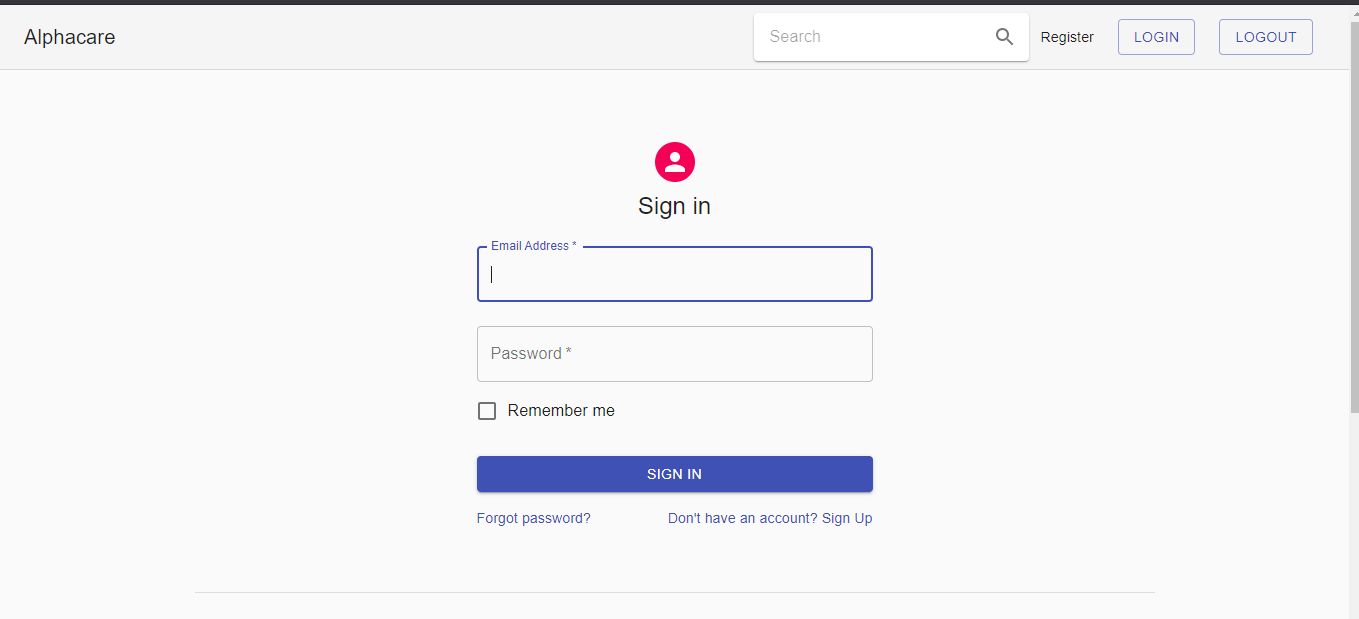 Alphacare
Search
Register
LOGIN
LOGOUT
Sign in
Email Address *
Password *
Remember me
SIGN IN
Forgot password?
Don't have an account? Sign Up